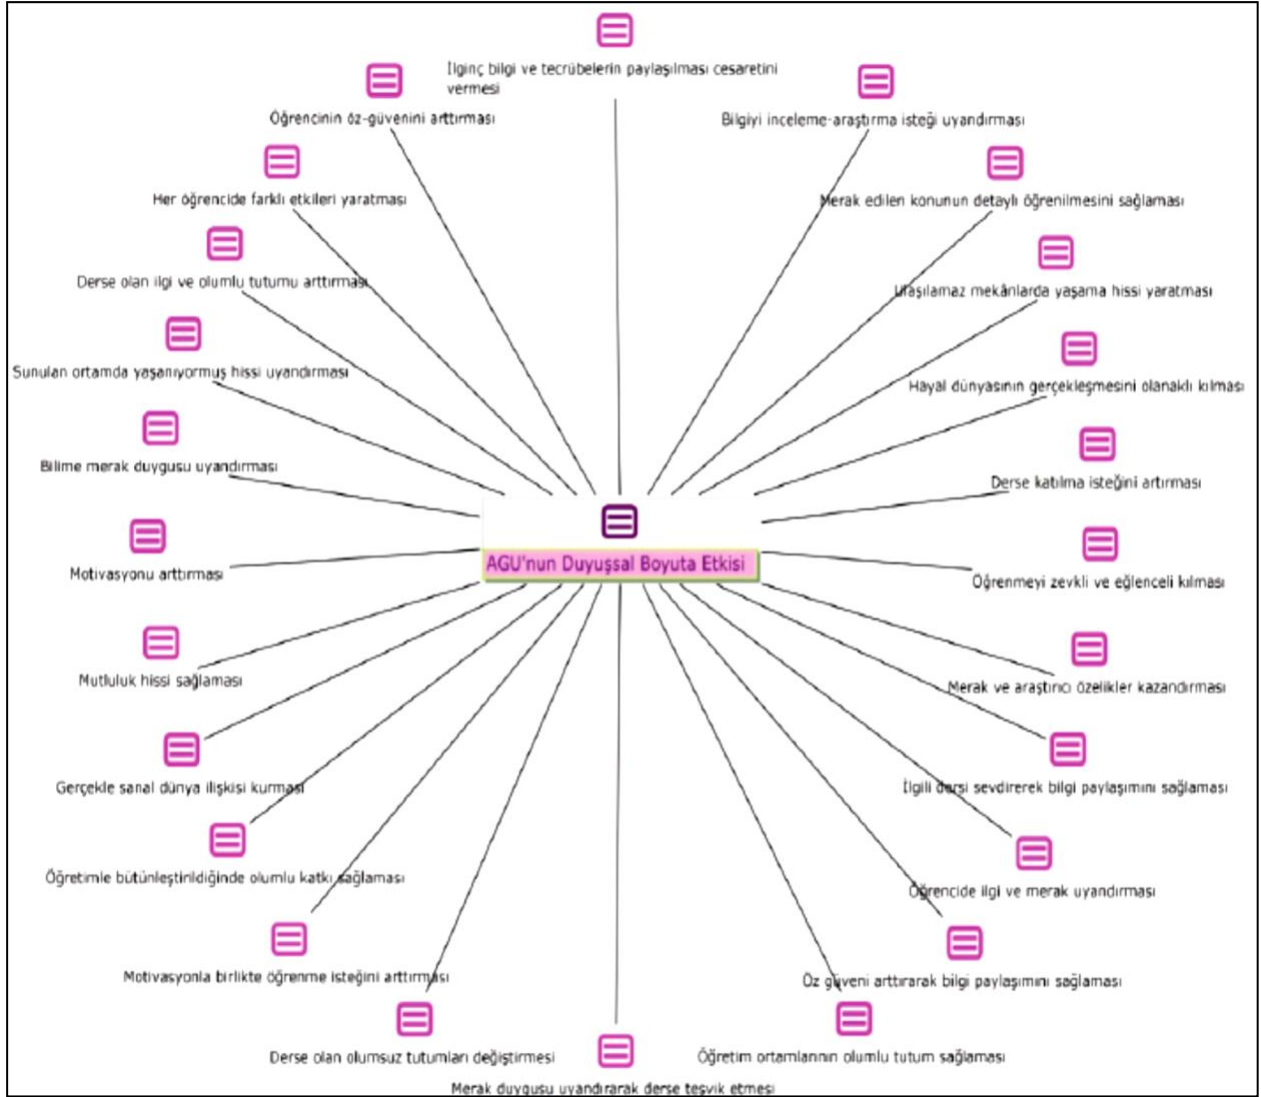 İlginç bilgi ve tecrübelerin paylaşılması cesaretini
vermesi
Öğrencinin öz-güvenini arttırması
Bilgiyi inceleme-araştırma isteği uyandırması
Her öğrencide farklı etkileri yaratması
Merak edilen konunun detaylı öğrenilmesini sağlaması
Derse olan ilgi ve olumlu tutumu arttırması
Ulaşılamaz mekânlarda yaşama hissi yaratması
Sunulan ortamda yaşanıyormuş hissi uyandırması
Hayal dünyasının gerçekleşmesini olanaklı kılması
Bilime merak duygusu uyandırması
Derse katılma isteğini artırması
AGU'nun Duyuşsal Boyuta Etkisi
Motivasyonu arttırması
Öğrenmeyi zevkli ve eğlenceli kılması
Mutluluk hissi sağlaması
Merak ve araştırıcı özelikler kazandırması
Gerçekle sanal dünya ilişkisi kurması
İlgili dersi sevdirerek bilgi paylaşımını sağlaması
Öğretimle bütünleştirildiğinde olumlu katkı sağlaması
Öğrencide ilgi ve merak uyandırması
Motivasyonla birlikte öğrenme isteğini arttırması
Öz güveni arttırarak bilgi paylaşımını sağlaması
Derse olan olumsuz tutumları değiştirmesi
Öğretim ortamlarının olumlu tutum sağlaması
Merak duygusu uyandırarak derse teşvik etmesi